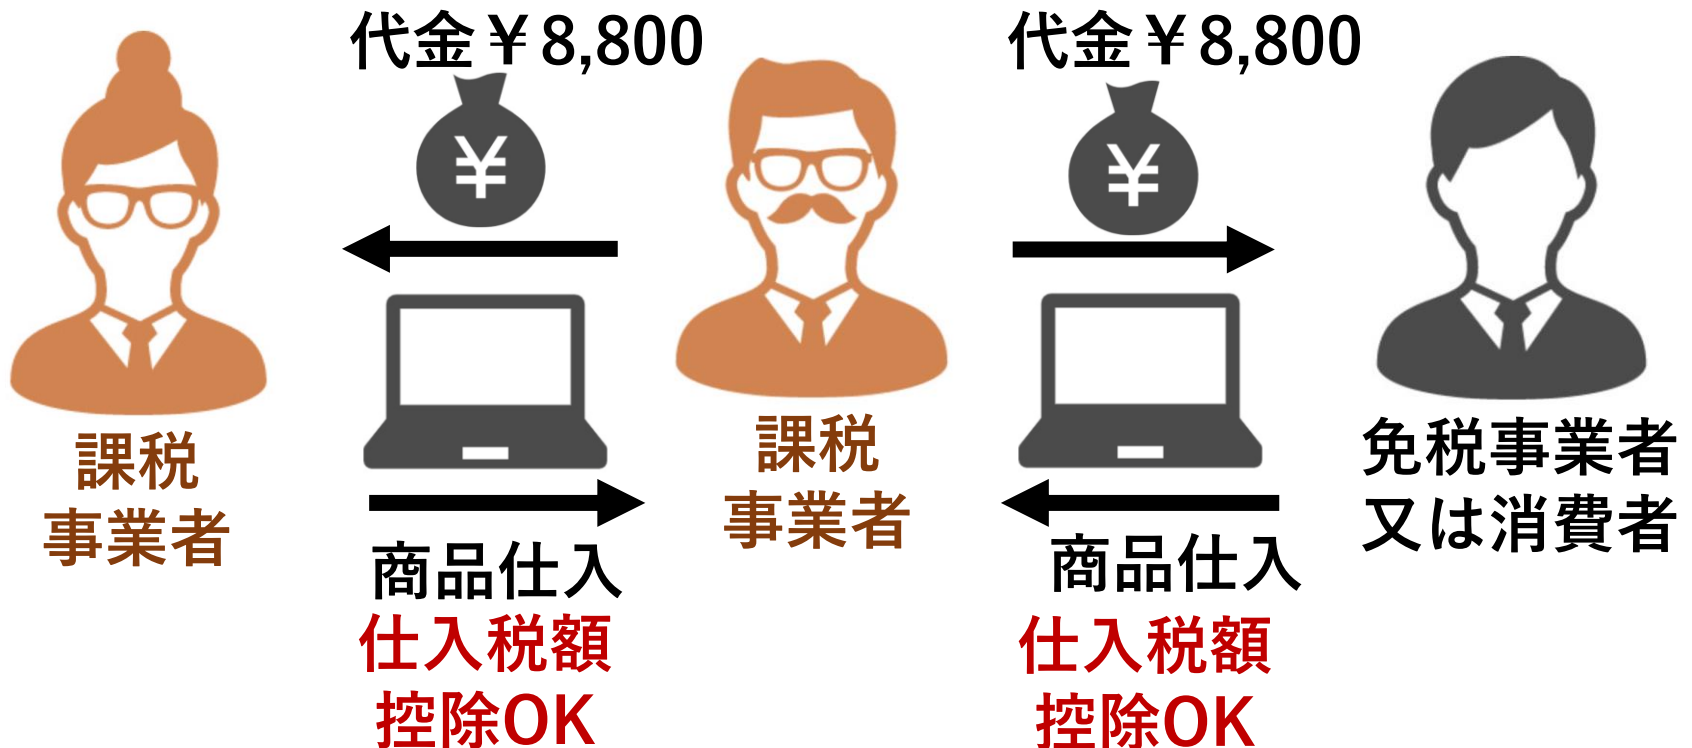 代金￥8,800
代金￥8,800
¥
¥
課税
事業者
商品仕入
仕入税額
控除OK
課税
事業者
商品仕入
仕入税額
控除OK
免税事業者
又は消費者